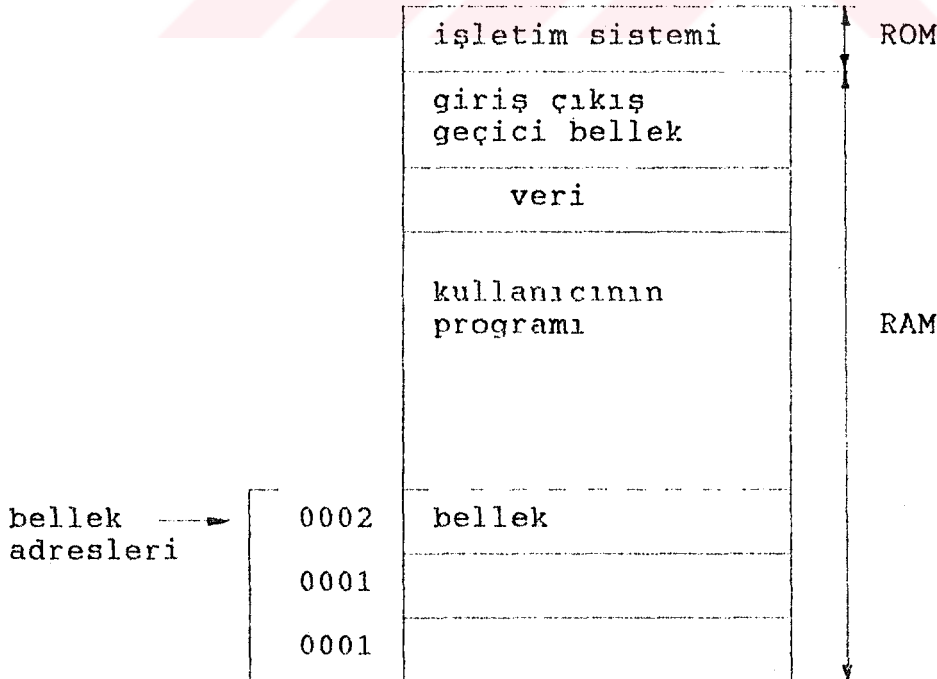 işletim sistemi ROM
giriş çıkış
geçici bellek
veri
kullanıcının
programı RAM
bellek 0002 bellek
adresleri
0001
0001